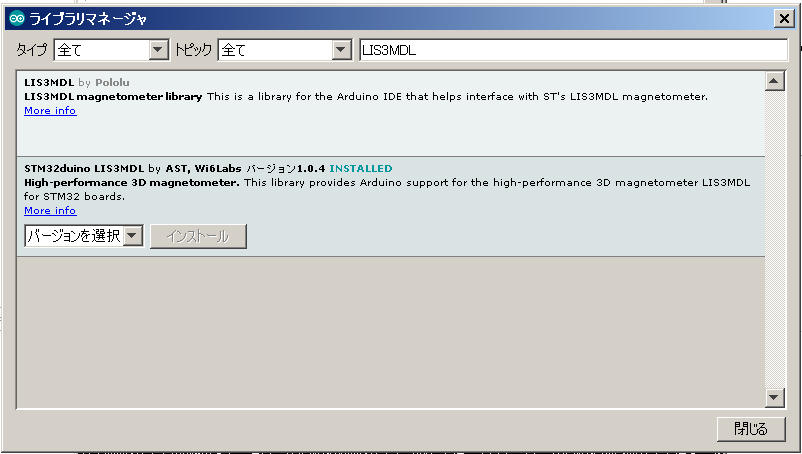 ライブラリマネージャ
タイプ 全て トピック 全て LIS3MDL
LIS3MDL by Pololu
LIS3MDL magnetometer library This is a library for the Arduino IDE that helps interface with ST's LIS3MDL magnetometer.
More info
STM32duino LIS3MDL by AST, Wi6Labs バージョン1.0.4 INSTALLED
High-performance 3D magnetometer. This library provides Arduino support for the high-performance 3D magnetometer LIS3MDL
for STM32 boards.
More info
バージョンを選択 インストール
閉じる